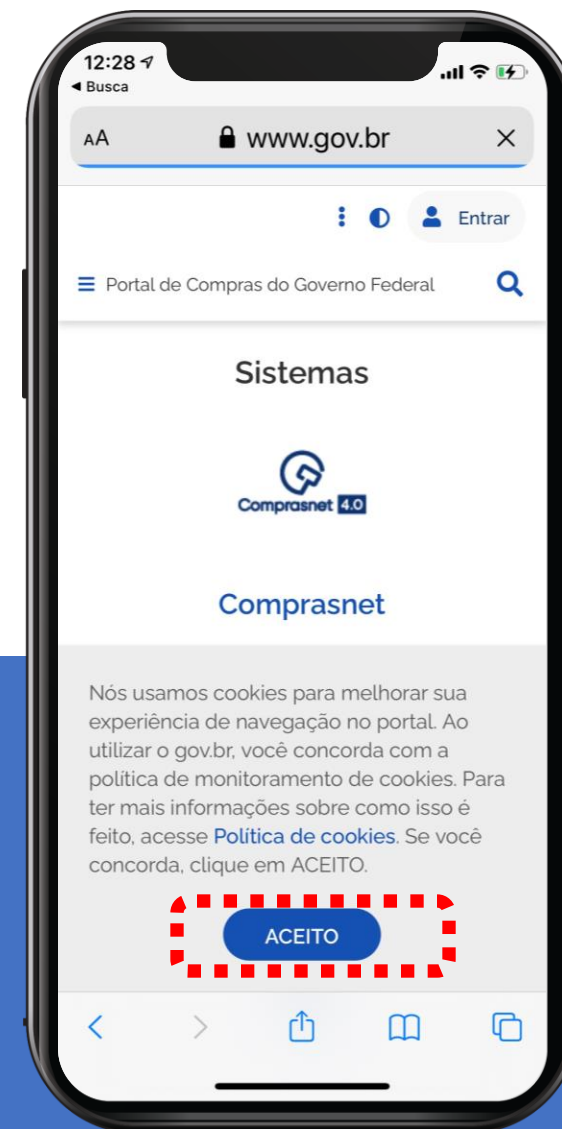 12:28
Busca
AA www.gov.br
Entrar
Portal de Compras do Governo Federal
Sistemas
Comprasnet 4.0
Comprasnet
Nós usamos cookies para melhorar sua
experiência de navegação no portal. Ao
utilizar o gov.br, você concorda com a
política de monitoramento de cookies. Para
ter mais informações sobre como isso é
feito, acesse Política de cookies. Se você
concorda, clique em ACEITO.
ACEITO